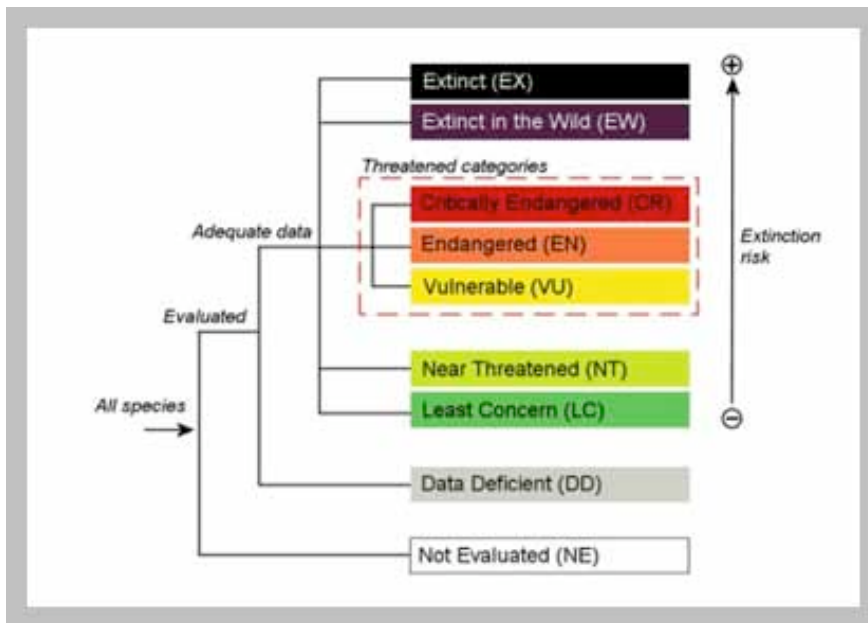 Extinct (EX)
Extinct in the Wild (EW)
Threatened categories
Critically Endangered (CR)
Adequate data
Endangered (EN)
Extinction
risk
Vulnerable (VU)
Evaluated
Near Threatened (NT)
All species
Least Concern (LC)
Data Deficient (DD)
Not Evaluated (NE)